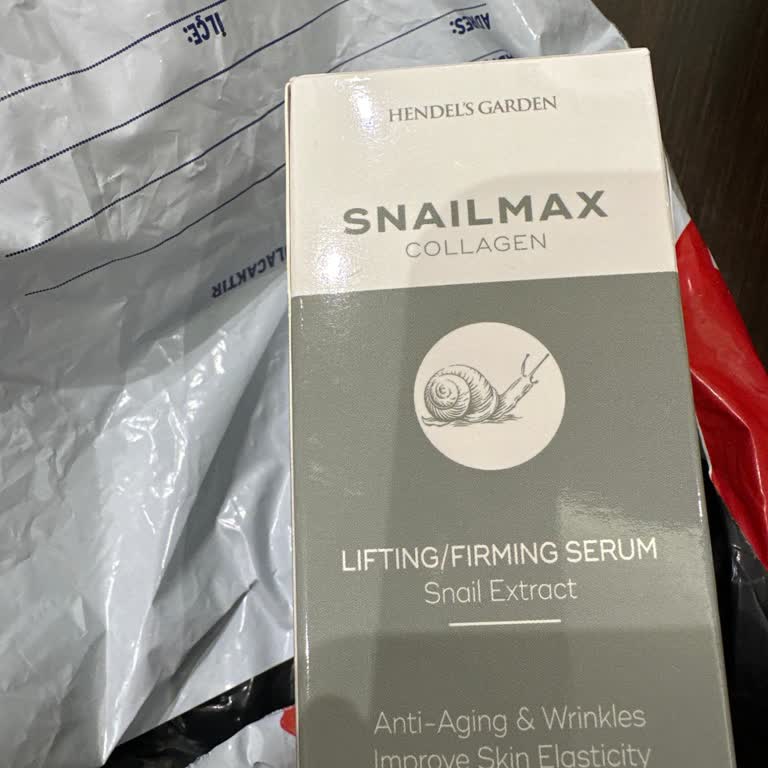 HENDEL'S GARDEN
SNAILMAX
COLLAGEN
LIFTING/FIRMING SERUM
Snail Extract
Anti-Aging & Wrinkles
Improve Skin Elasticity
İLÇE:
ADRES: